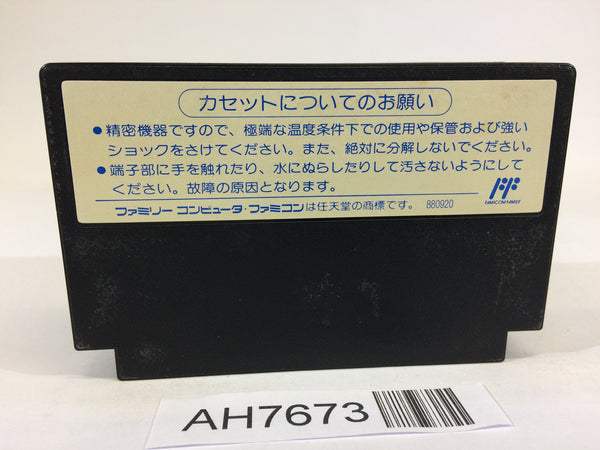 カセットについてのお願い
●精密機器ですので、極端な温度条件下での使用や保管および強い
ショックをさけてください。また、絶対に分解しないでください。
●端子部に手を触れたり、水にぬらしたりして汚さないようにして
ください。故障の原因となります。
ファミリー コンピュータ・ファミコンは任天堂の商標です。 880920
FAMICOM FAMILY
AH7673